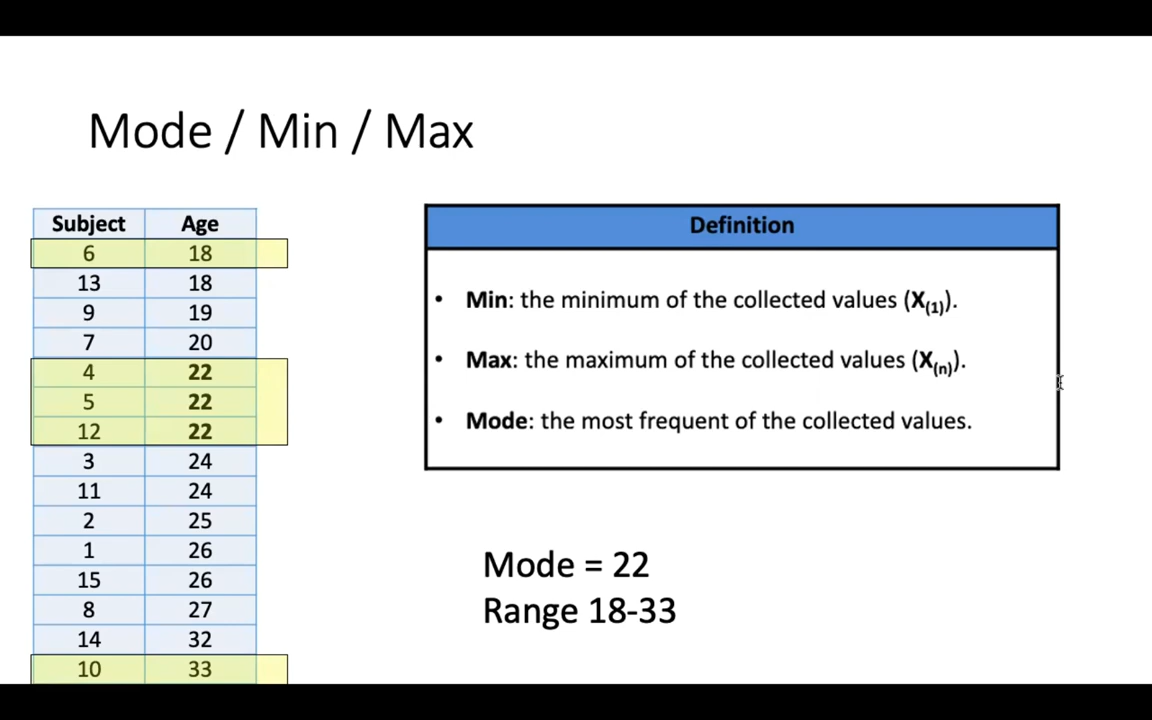 Mode / Min / Max
Subject Age
6 18
13 18
9 19
7 20
4 22
5 22
12 22
3 24
11 24
2 25
1 26
15 26
8 27
14 32
10 33
Definition
• Min: the minimum of the collected values (X(1)).
• Max: the maximum of the collected values (X(n)).
• Mode: the most frequent of the collected values.
Mode = 22
Range 18-33